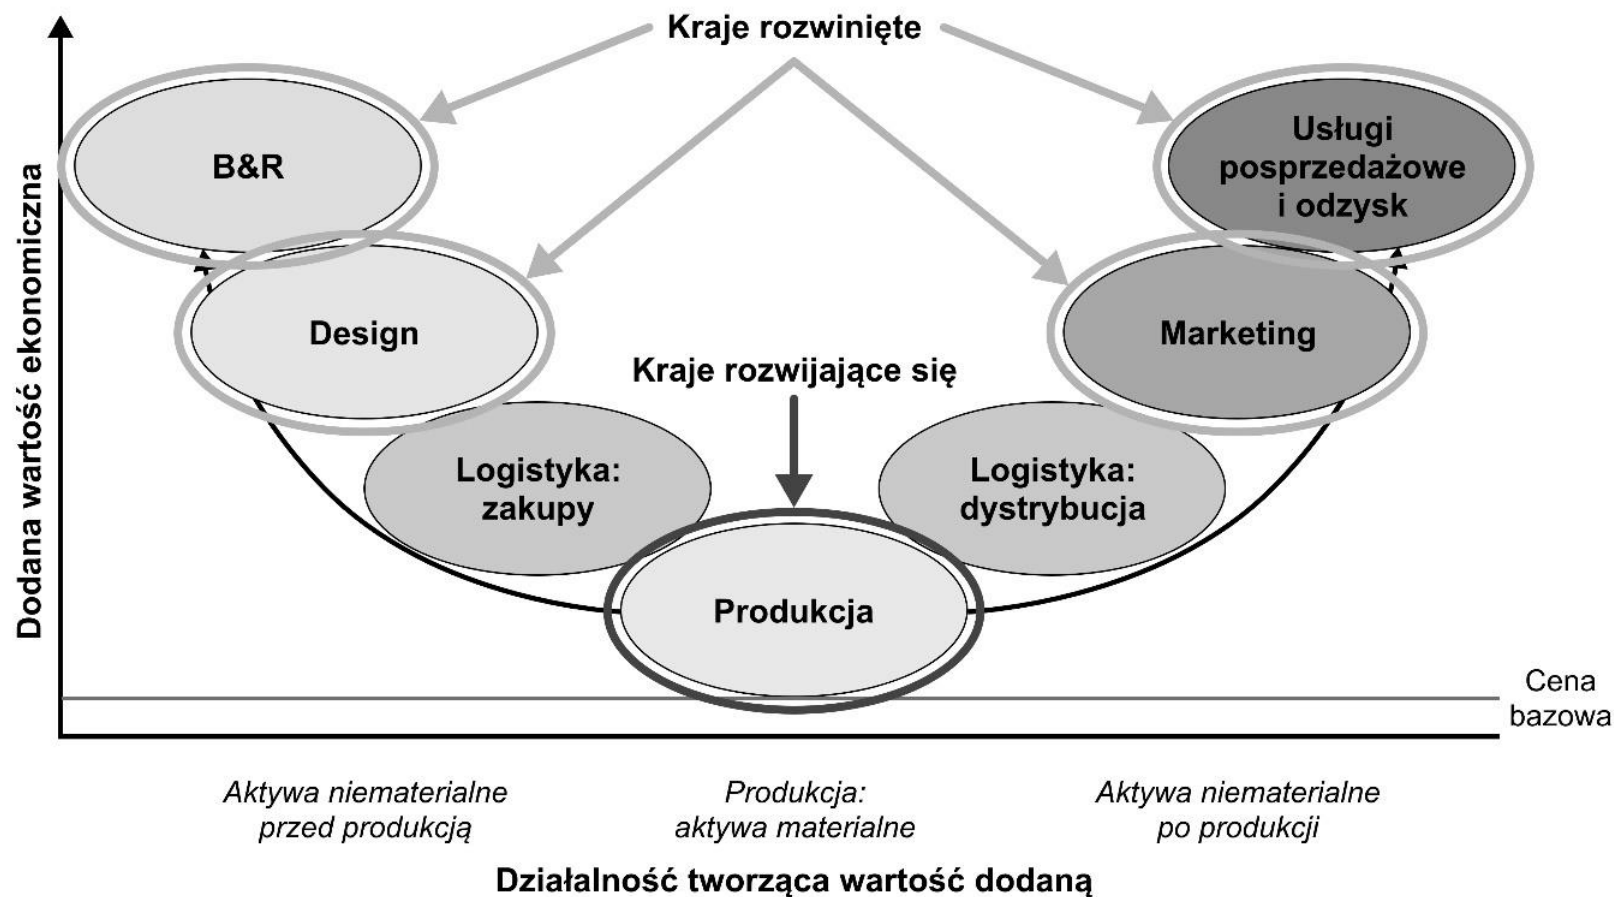 Kraje rozwinięte
B&R
Usługi
posprzedażowe
i odzysk
Design
Marketing
Kraje rozwijające się
Logistyka:
zakupy
Logistyka:
dystrybucja
Produkcja
Dodana wartość ekonomiczna
Cena
bazowa
Aktywa niematerialne
przed produkcją
Produkcja:
aktywa materialne
Aktywa niematerialne
po produkcji
Działalność tworząca wartość dodaną